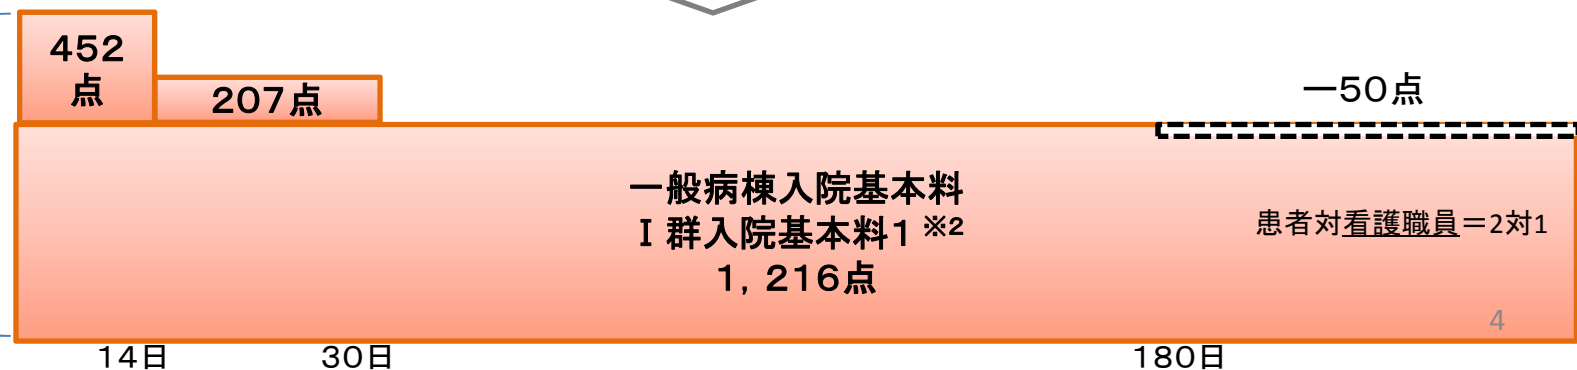 452
点
207点
―50点
一般病棟入院基本料
Ⅰ群入院基本料1 ※2
1,216点
患者対看護職員＝2対1
4
14日
30日
180日